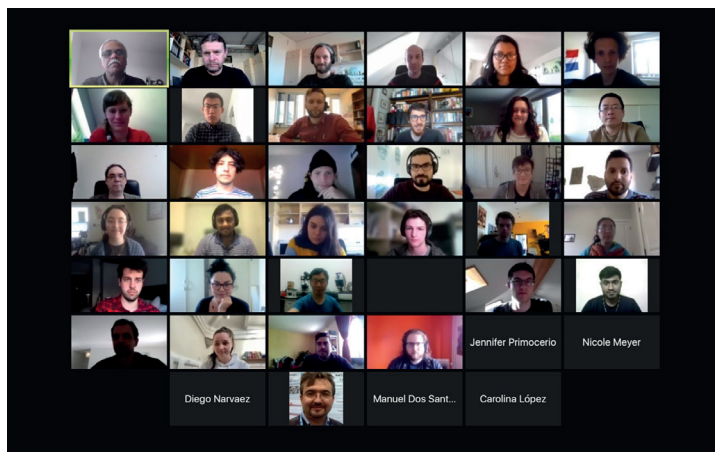 Jennifer Primocerio
Nicole Meyer
Diego Narvaez
Manuel Dos Sant...
Carolina López